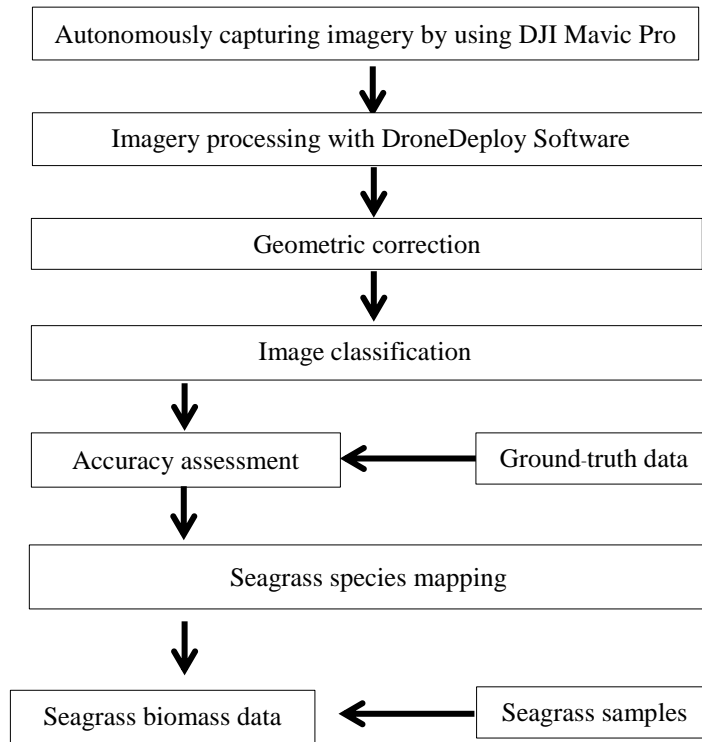 Autonomously capturing imagery by using DJI Mavic Pro
Imagery processing with DroneDeploy Software
Geometric correction
Image classification
Accuracy assessment
Ground-truth data
Seagrass species mapping
Seagrass biomass data
Seagrass samples